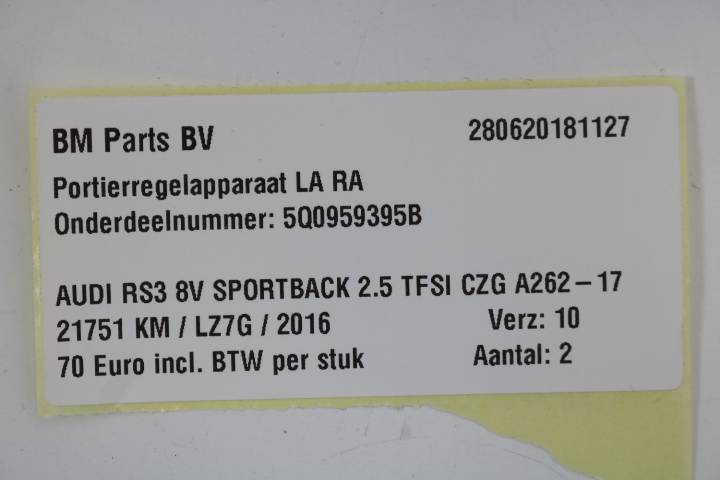 BM Parts BV 280620181127
Portierregelapparaat LA RA
Onderdeelnummer: 5Q0959395B
AUDI RS3 8V SPORTBACK 2.5 TFSI CZG A262-17
21751 KM / LZ7G / 2016 Verz: 10
70 Euro incl. BTW per stuk Aantal: 2